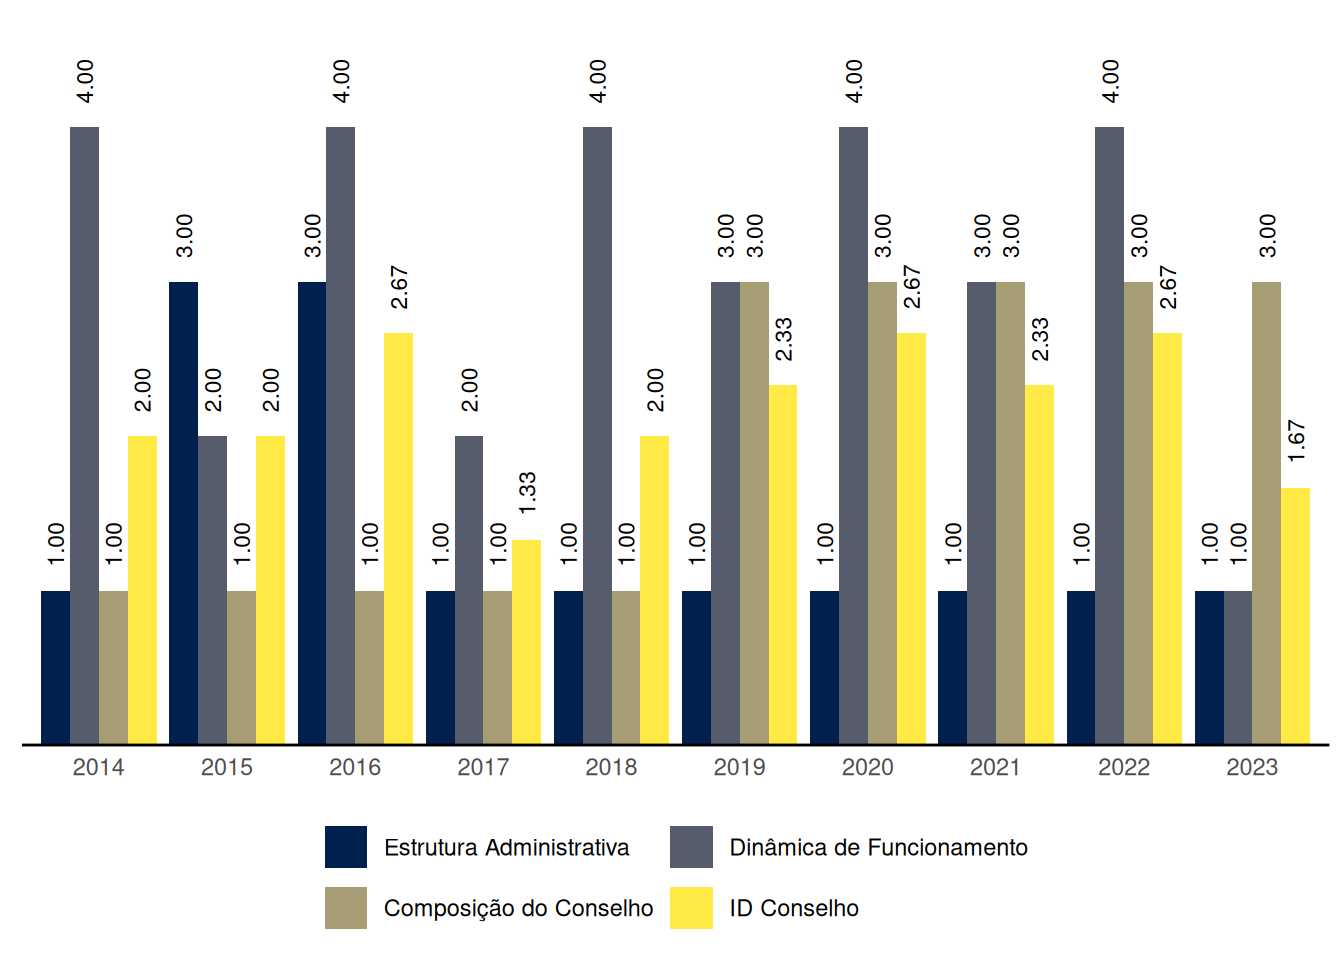 4.00 4.00 4.00 4.00 4.00
3.00 3.00 3.00 3.00 3.00 3.00 3.00 3.00 3.00
2.67 2.67 2.67
2.33 2.33
2.00 2.00 2.00 2.00 2.00
1.67
1.33
1.00 1.00 1.00 1.00 1.00 1.00 1.00 1.00 1.00 1.00 1.00 1.00 1.00 1.00
2014 2015 2016 2017 2018 2019 2020 2021 2022 2023
Estrutura Administrativa Dinâmica de Funcionamento
Composição do Conselho ID Conselho